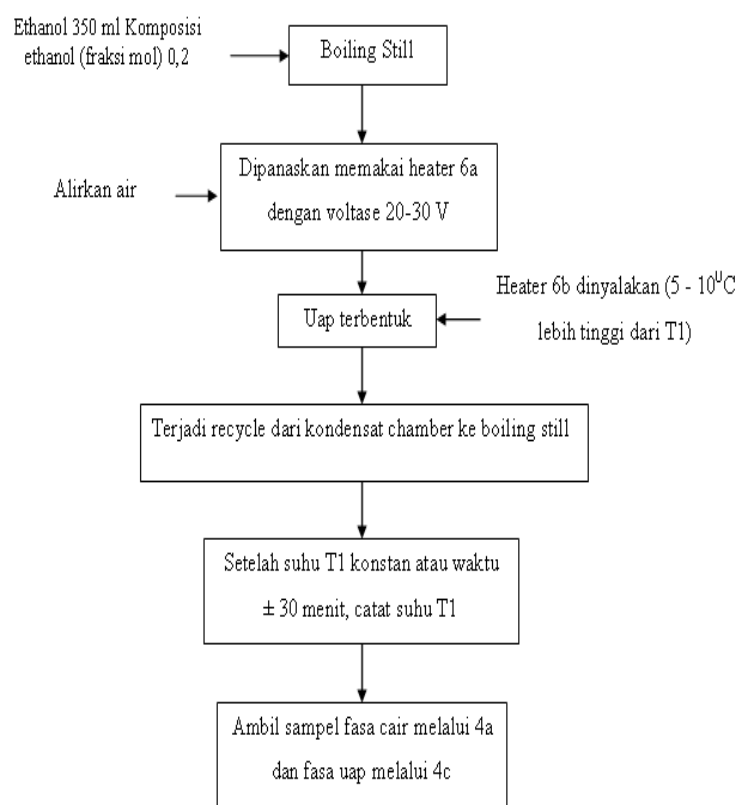 Ethanol 350 ml Komposisi
ethanol (fraksi mol) 0,2
Boiling Still
Dipanaskan memakai heater 6a
dengan voltase 20-30 V
Alirkan air
Uap terbentuk
Heater 6b dinyalakan (5 - 10⁰C
lebih tinggi dari T1)
Terjadi recycle dari kondensat chamber ke boiling still
Setelah suhu T1 konstan atau waktu
± 30 menit, catat suhu T1
Ambil sampel fasa cair melalui 4a
dan fasa uap melalui 4c